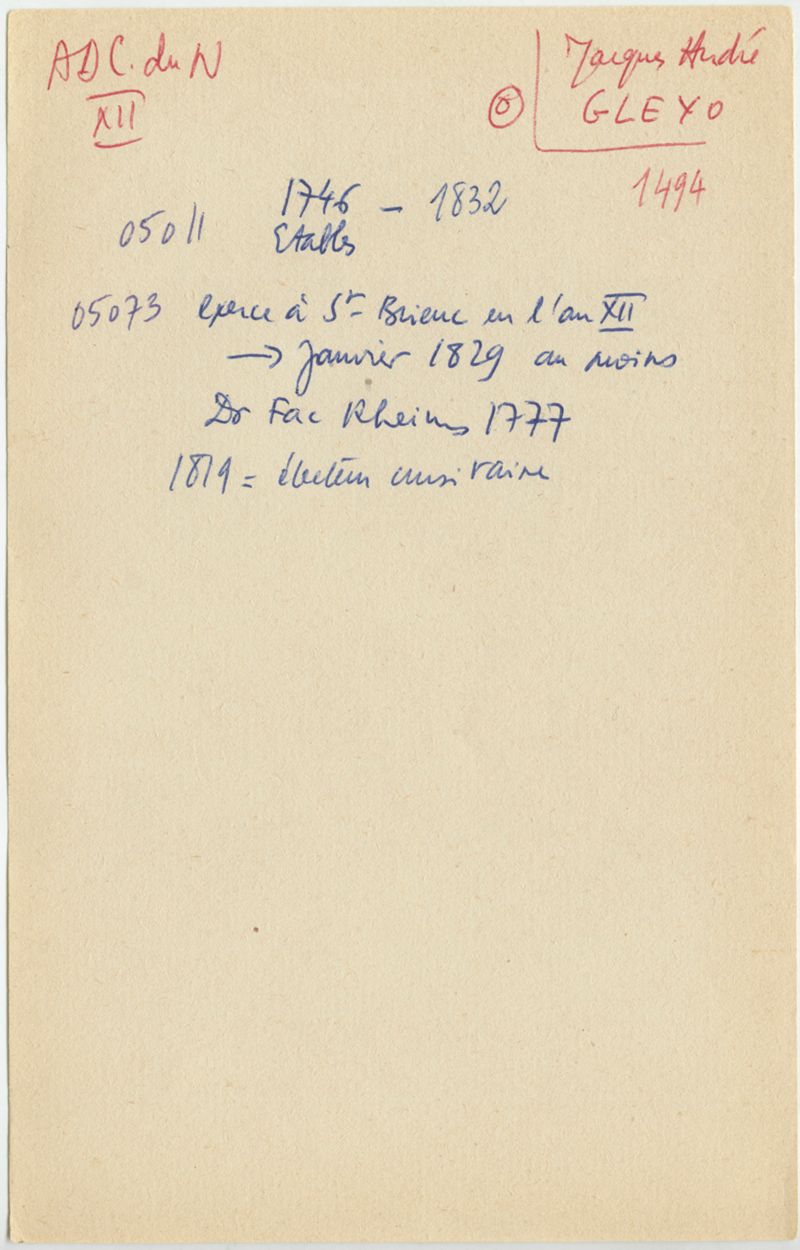 ADC. du N
XII
Jacques André
GLEYO
1494
05011 1746 - 1832
Etables
05073 exerce à St-Brieuc en l'an XII
→ Janvier 1829 au moins
Dr Fac Rheims 1777
1819 = électeur censitaire